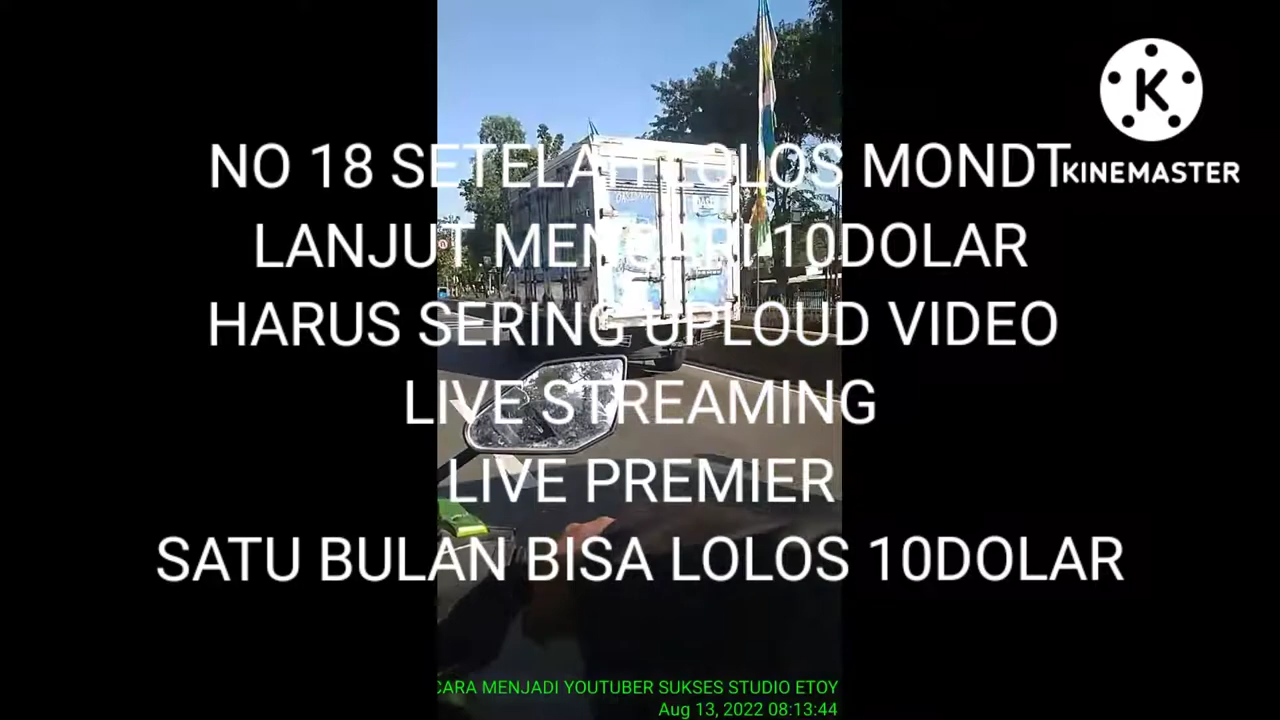 NO 18 SETELAH LOLOS MONDT
LANJUT MENCARI 10DOLAR
HARUS SERING UPLOUD VIDEO
LIVE STREAMING
LIVE PREMIER
SATU BULAN BISA LOLOS 10DOLAR
K
KINEMASTER
CARA MENJADI YOUTUBER SUKSES STUDIO ETOY
Aug 13, 2022 08:13:44